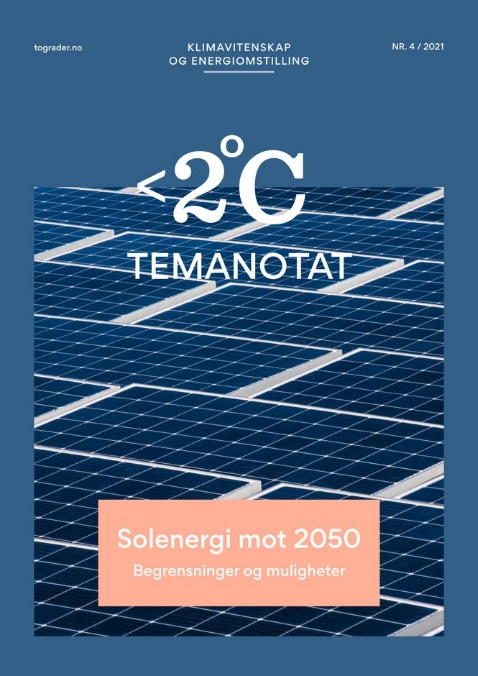 tograder.no
KLIMAVITENSKAP
OG ENERGIOMSTILLING
NR. 4 / 2021
<2°C
TEMANOTAT
Solenergi mot 2050
Begrensninger og muligheter